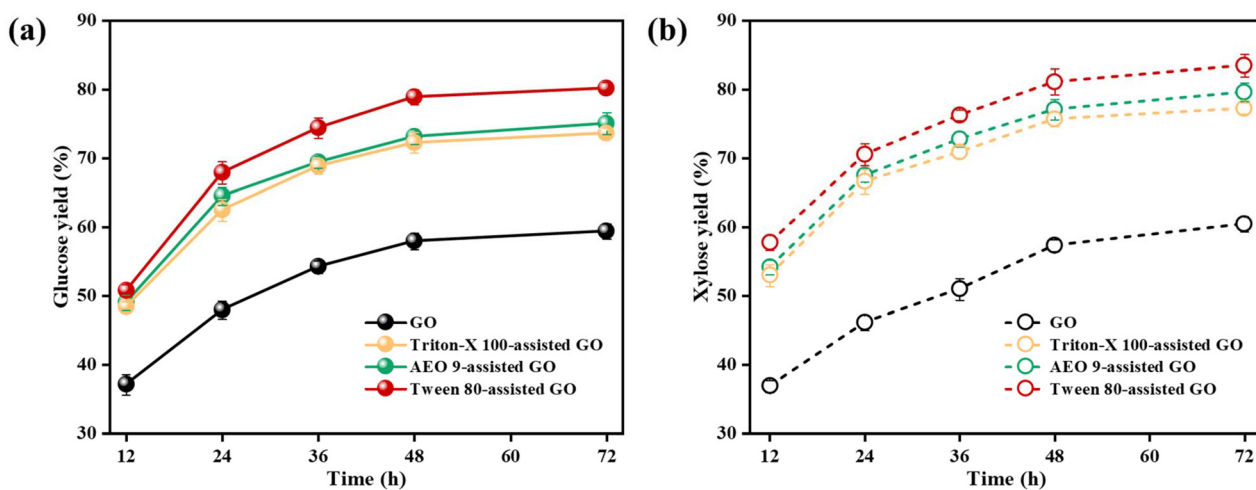 (a)
90
80
70
60
50
40
30
Glucose yield (%)
GO
Triton-X 100-assisted GO
AEO 9-assisted GO
Tween 80-assisted GO
12 24 36 48 60 72
Time (h)
(b)
90
80
70
60
50
40
30
Xylose yield (%)
GO
Triton-X 100-assisted GO
AEO 9-assisted GO
Tween 80-assisted GO
12 24 36 48 60 72
Time (h)